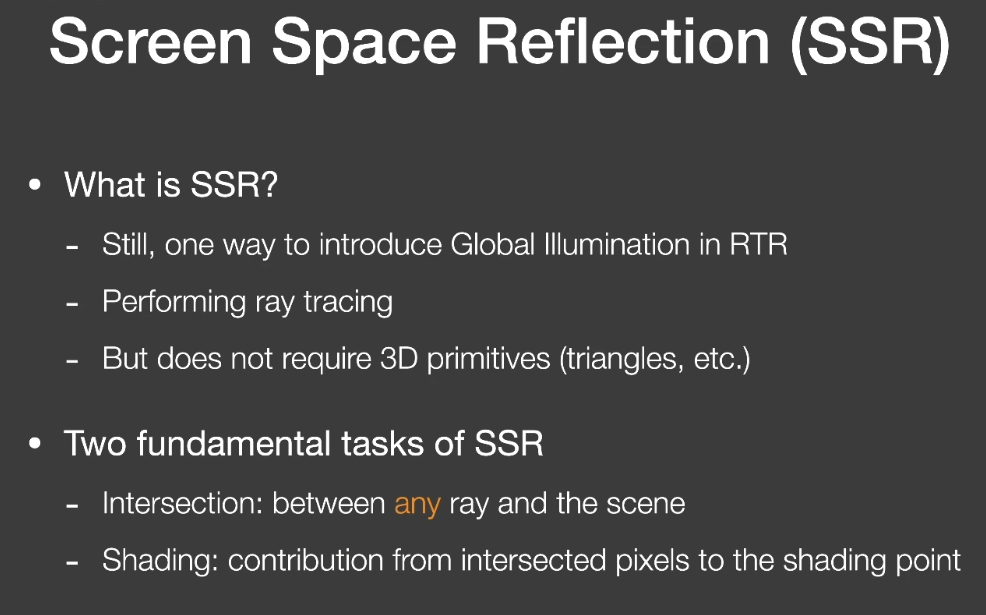 Screen Space Reflection (SSR)
• What is SSR?
- Still, one way to introduce Global Illumination in RTR
- Performing ray tracing
- But does not require 3D primitives (triangles, etc.)
• Two fundamental tasks of SSR
- Intersection: between any ray and the scene
- Shading: contribution from intersected pixels to the shading point